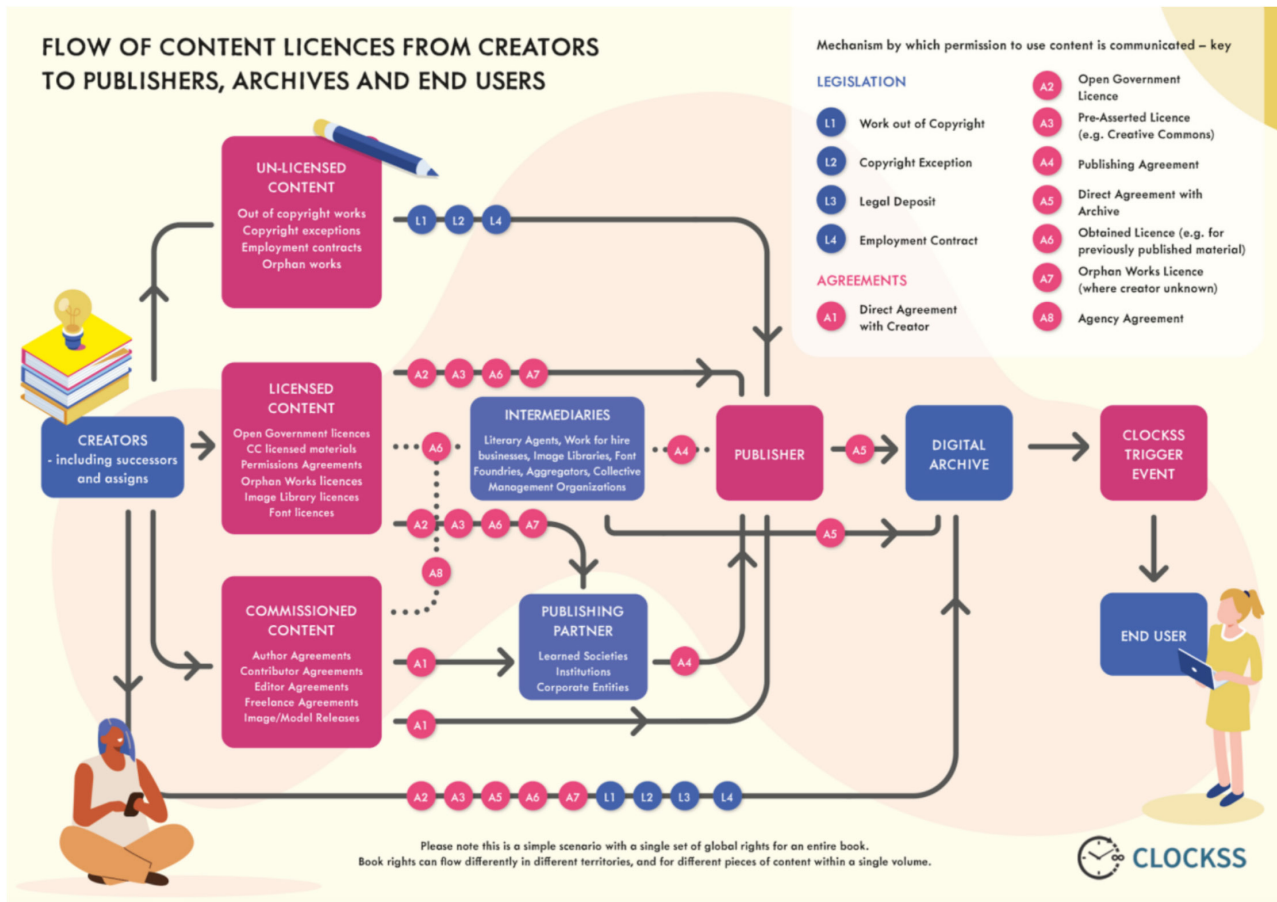 FLOW OF CONTENT LICENCES FROM CREATORS
TO PUBLISHERS, ARCHIVES AND END USERS
Mechanism by which permission to use content is communicated – key
LEGISLATION
L1 Work out of Copyright
L2 Copyright Exception
L3 Legal Deposit
L4 Employment Contract
AGREEMENTS
A1 Direct Agreement
with Creator
A2 Open Government
Licence
A3 Pre-Asserted Licence
(e.g. Creative Commons)
A4 Publishing Agreement
A5 Direct Agreement with
Archive
A6 Obtained Licence (e.g. for
previously published material)
A7 Orphan Works Licence
(where creator unknown)
A8 Agency Agreement
UN-LICENSED
CONTENT
Out of copyright works
Copyright exceptions
Employment contracts
Orphan works
L1 L2 L4
CREATORS
- including successors
and assigns
LICENSED
CONTENT
Open Government licences
CC licensed materials
Permissions Agreements
Orphan Works licences
Image Library licences
Font licences
A2 A3 A6 A7
A6
INTERMEDIARIES
Literary Agents, Work for hire
businesses, Image Libraries, Font
Foundries, Aggregators, Collective
Management Organizations
A4
PUBLISHER
A5
DIGITAL
ARCHIVE
CLOCKSS
TRIGGER
EVENT
A2 A3 A6 A7
A5
A8
COMMISSIONED
CONTENT
Author Agreements
Contributor Agreements
Editor Agreements
Freelance Agreements
Image/Model Releases
A1
PUBLISHING
PARTNER
Learned Societies
Institutions
Corporate Entities
A4
END USER
A1
A2 A3 A5 A6 A7 L1 L2 L3 L4
Please note this is a simple scenario with a single set of global rights for an entire book.
Book rights can flow differently in different territories, and for different pieces of content within a single volume.
CLOCKSS